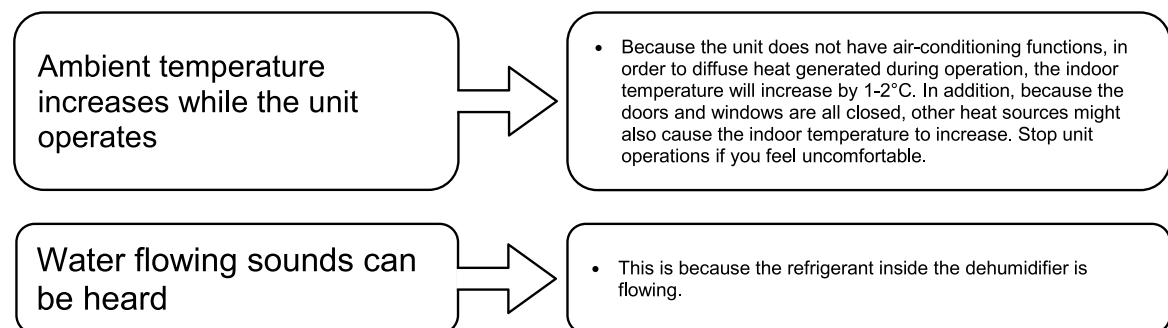 Ambient temperature
increases while the unit
operates
• Because the unit does not have air-conditioning functions, in
order to diffuse heat generated during operation, the indoor
temperature will increase by 1-2°C. In addition, because the
doors and windows are all closed, other heat sources might
also cause the indoor temperature to increase. Stop unit
operations if you feel uncomfortable.
Water flowing sounds can
be heard
• This is because the refrigerant inside the dehumidifier is
flowing.